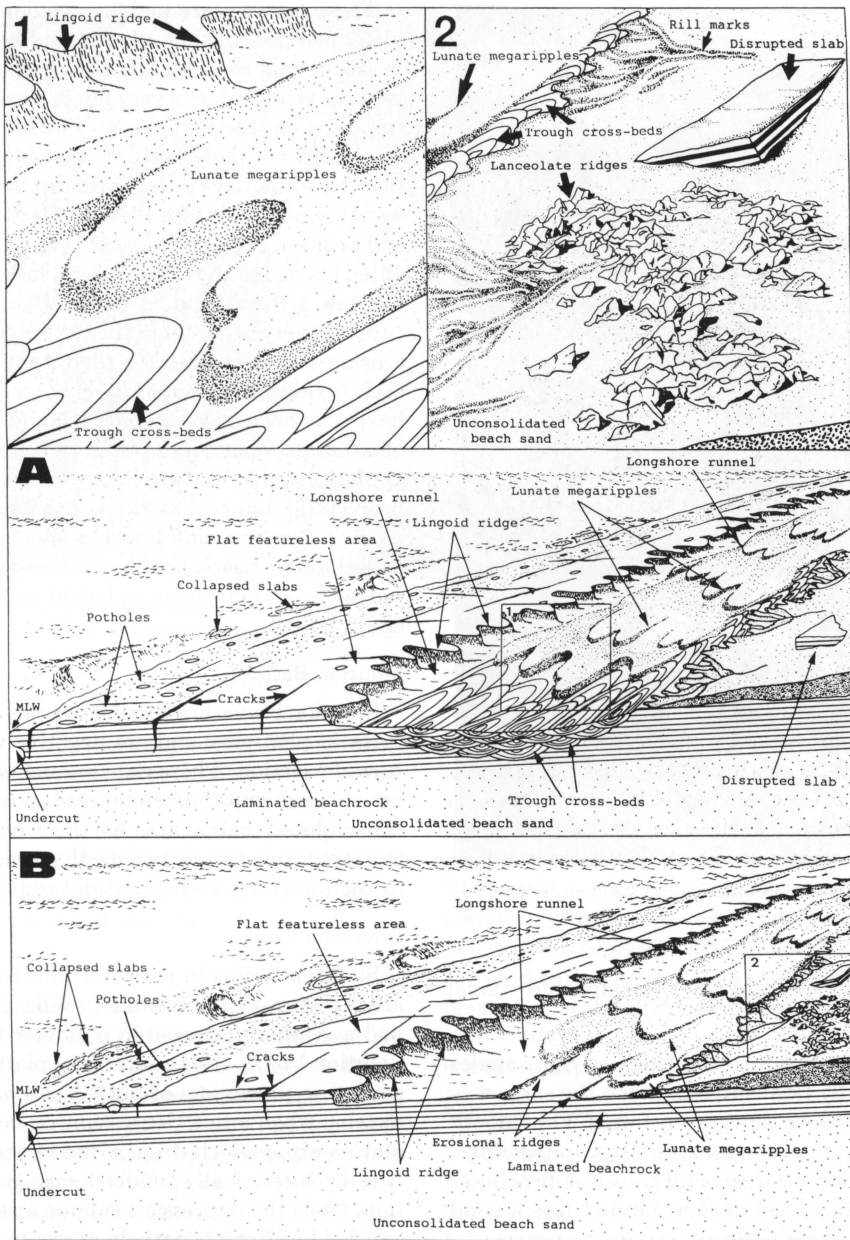 1
Lingoid ridge
Lunate megaripples
Trough cross-beds
2
Rill marks
Disrupted slab
Lunate megaripples
Trough cross-beds
Lanceolate ridges
Unconsolidated
beach sand
A
Longshore runnel
Lunate megaripples
Longshore runnel
Lingoid ridge
Flat featureless area
Collapsed slabs
Potholes
1
Cracks
MLW
Disrupted slab
Trough cross-beds
Laminated beachrock
Undercut
Unconsolidated beach sand
B
Longshore runnel
Flat featureless area
2
Collapsed slabs
Potholes
Cracks
MLW
Erosional ridges
Lunate megaripples
Laminated beachrock
Lingoid ridge
Undercut
Unconsolidated beach sand